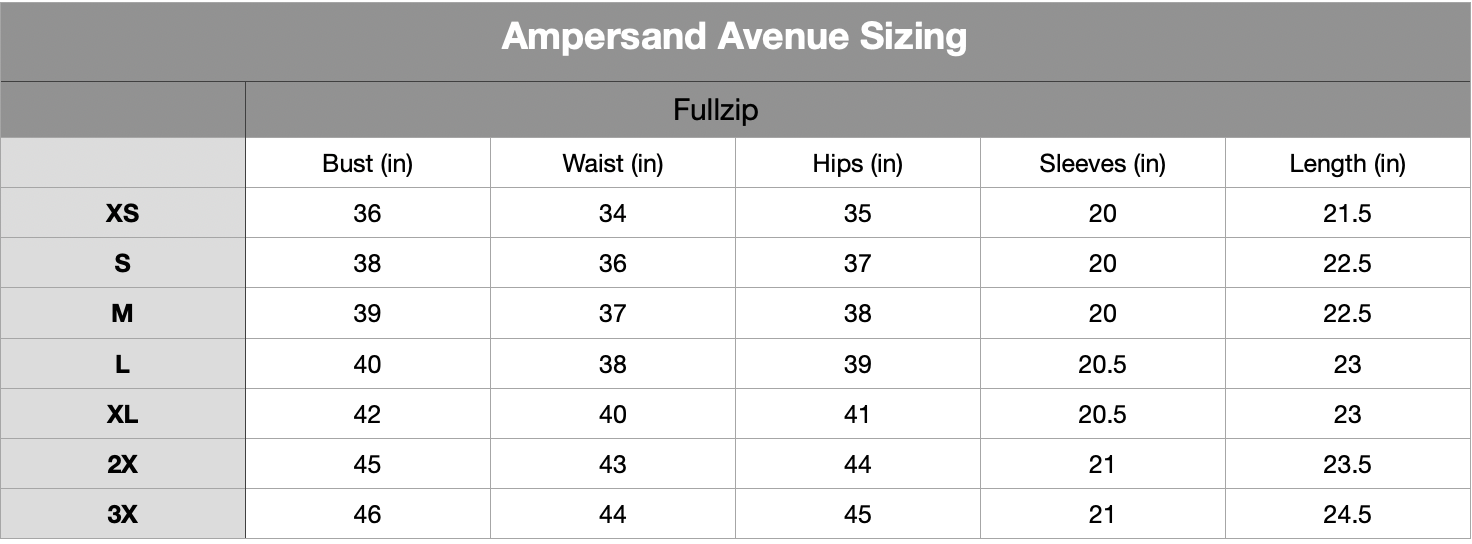 Ampersand Avenue Sizing
Fullzip
Bust (in) Waist (in) Hips (in) Sleeves (in) Length (in)
XS 36 34 35 20 21.5
S 38 36 37 20 22.5
M 39 37 38 20 22.5
L 40 38 39 20.5 23
XL 42 40 41 20.5 23
2X 45 43 44 21 23.5
3X 46 44 45 21 24.5